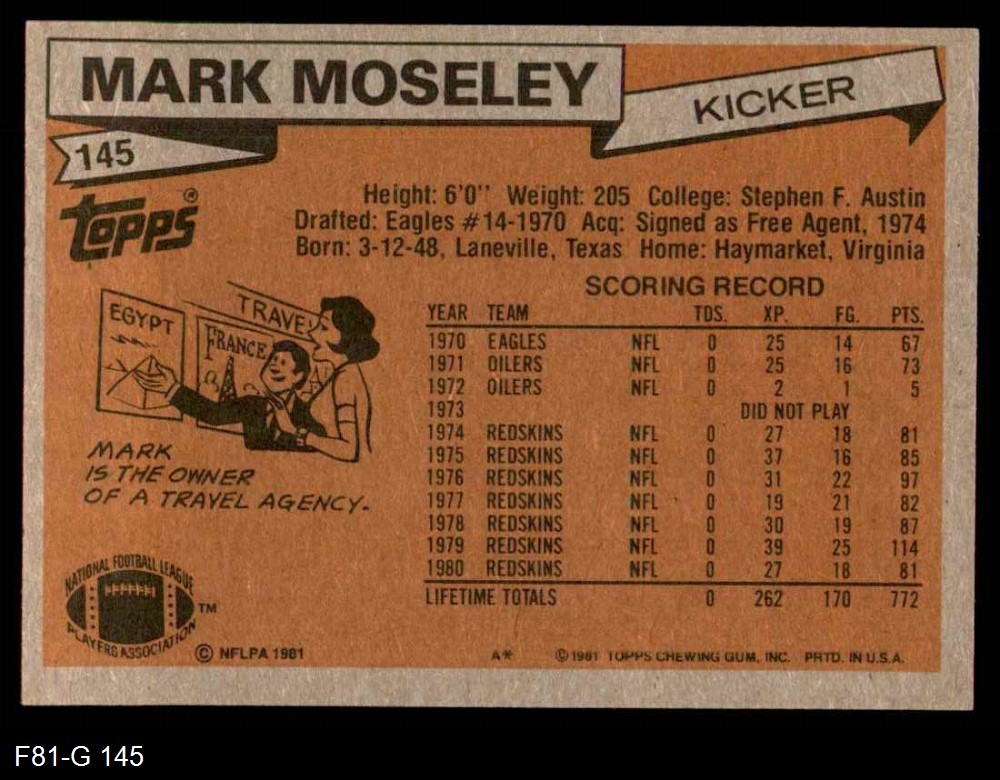 MARK MOSELEY
KICKER
145
Topps®
Height: 6'0'' Weight: 205 College: Stephen F. Austin
Drafted: Eagles #14-1970 Acq: Signed as Free Agent, 1974
Born: 3-12-48, Laneville, Texas Home: Haymarket, Virginia
EGYPT
TRAVEL
FRANCE
MARK
IS THE OWNER
OF A TRAVEL AGENCY.
SCORING RECORD
YEAR TEAM TDS. XP. FG. PTS.
1970 EAGLES NFL 0 25 14 67
1971 OILERS NFL 0 25 16 73
1972 OILERS NFL 0 2 1 5
1973 DID NOT PLAY
1974 REDSKINS NFL 0 27 18 81
1975 REDSKINS NFL 0 37 16 85
1976 REDSKINS NFL 0 31 22 97
1977 REDSKINS NFL 0 19 21 82
1978 REDSKINS NFL 0 30 19 87
1979 REDSKINS NFL 0 39 25 114
1980 REDSKINS NFL 0 27 18 81
LIFETIME TOTALS 0 262 170 772
NATIONAL FOOTBALL LEAGUE
PLAYERS ASSOCIATION
TM
© NFLPA 1981
A* © 1981 TOPPS CHEWING GUM, INC. PRTD. IN U.S.A.
F81-G 145